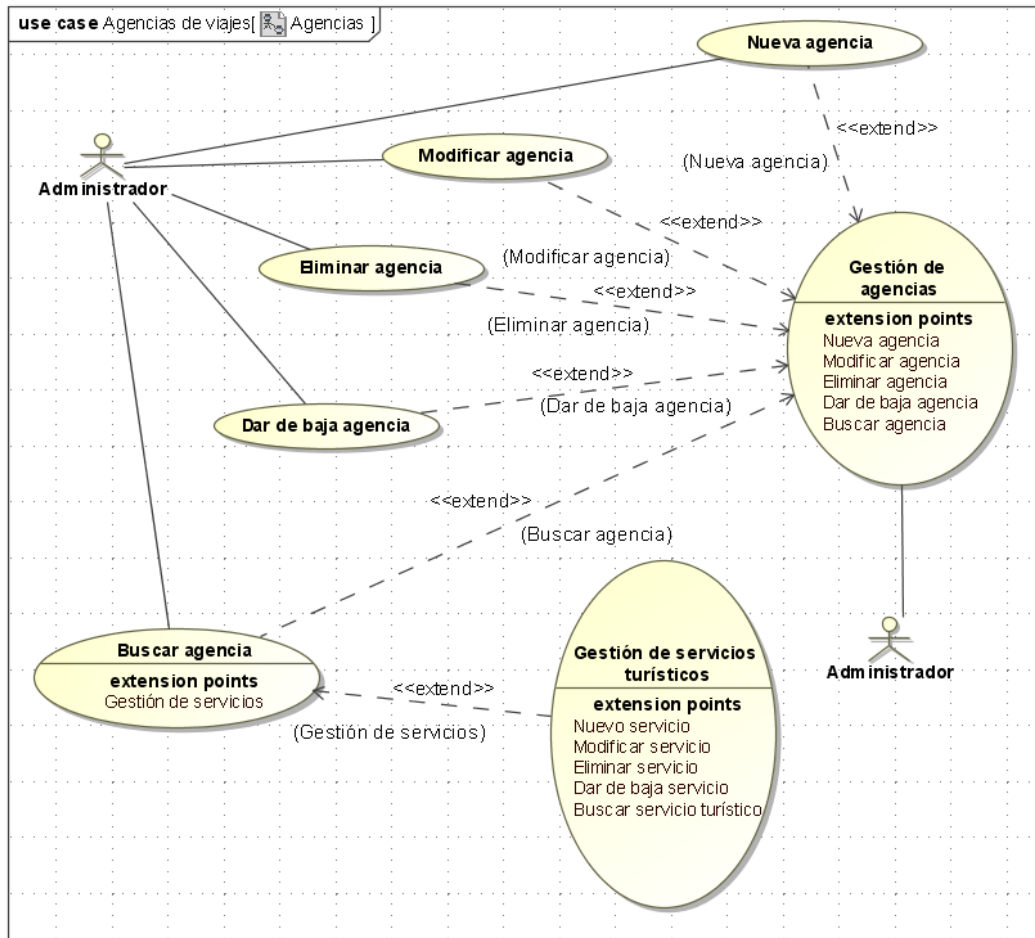 use case Agencias de viajes[ Agencias ]
Nueva agencia
<<extend>>
(Nueva agencia)
Modificar agencia
Administrador
<<extend>>
(Modificar agencia)
Eliminar agencia
<<extend>>
(Eliminar agencia)
Gestión de
agencias
extension points
Nueva agencia
Modificar agencia
Eliminar agencia
Dar de baja agencia
Buscar agencia
<<extend>>
(Dar de baja agencia)
Dar de baja agencia
<<extend>>
(Buscar agencia)
Buscar agencia
extension points
Gestión de servicios
<<extend>>
(Gestión de servicios)
Gestión de servicios
turísticos
extension points
Nuevo servicio
Modificar servicio
Eliminar servicio
Dar de baja servicio
Buscar servicio turístico
Administrador